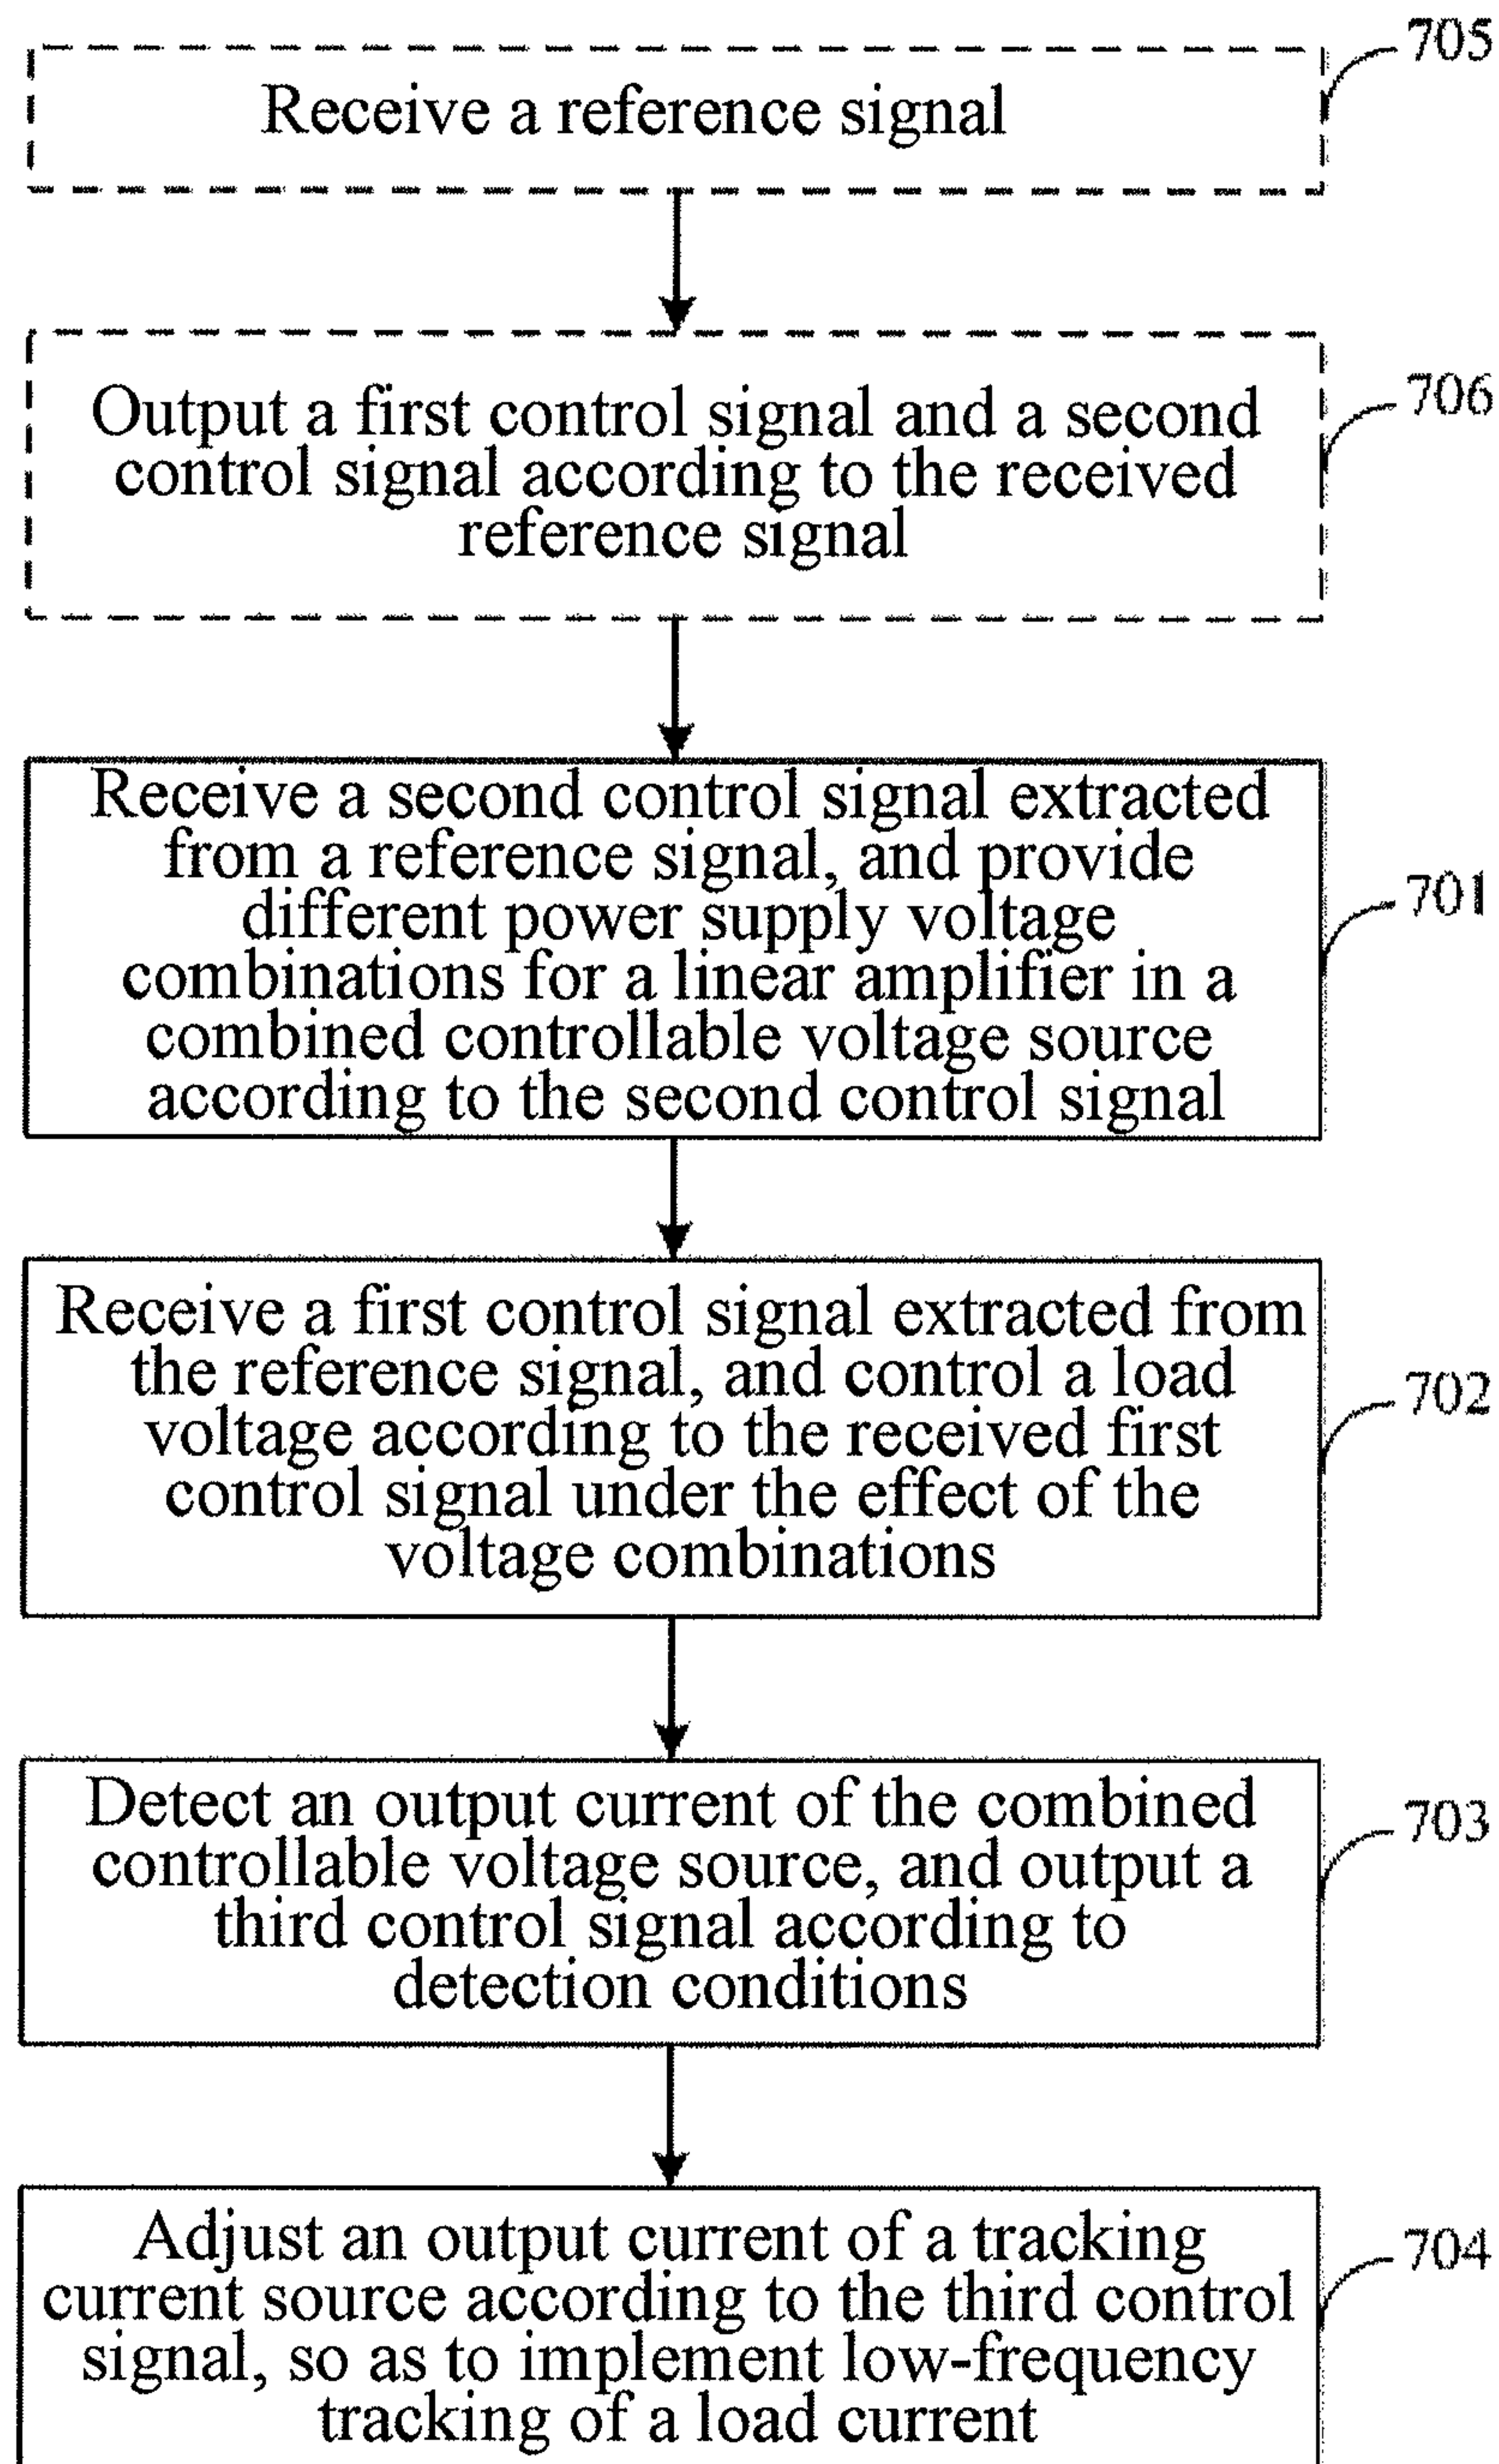 705
Receive a reference signal
706
Output a first control signal and a second
control signal according to the received
reference signal
Receive a second control signal extracted
from a reference signal, and provide
different power supply voltage
combinations for a linear amplifier in a
combined controllable voltage source
according to the second control signal
701
Receive a first control signal extracted from
the reference signal, and control a load
voltage according to the received first
control signal under the effect of the
voltage combinations
702
Detect an output current of the combined
controllable voltage source, and output a
third control signal according to
detection conditions
703
Adjust an output current of a tracking
current source according to the third control
signal, so as to implement low-frequency
tracking of a load current
704